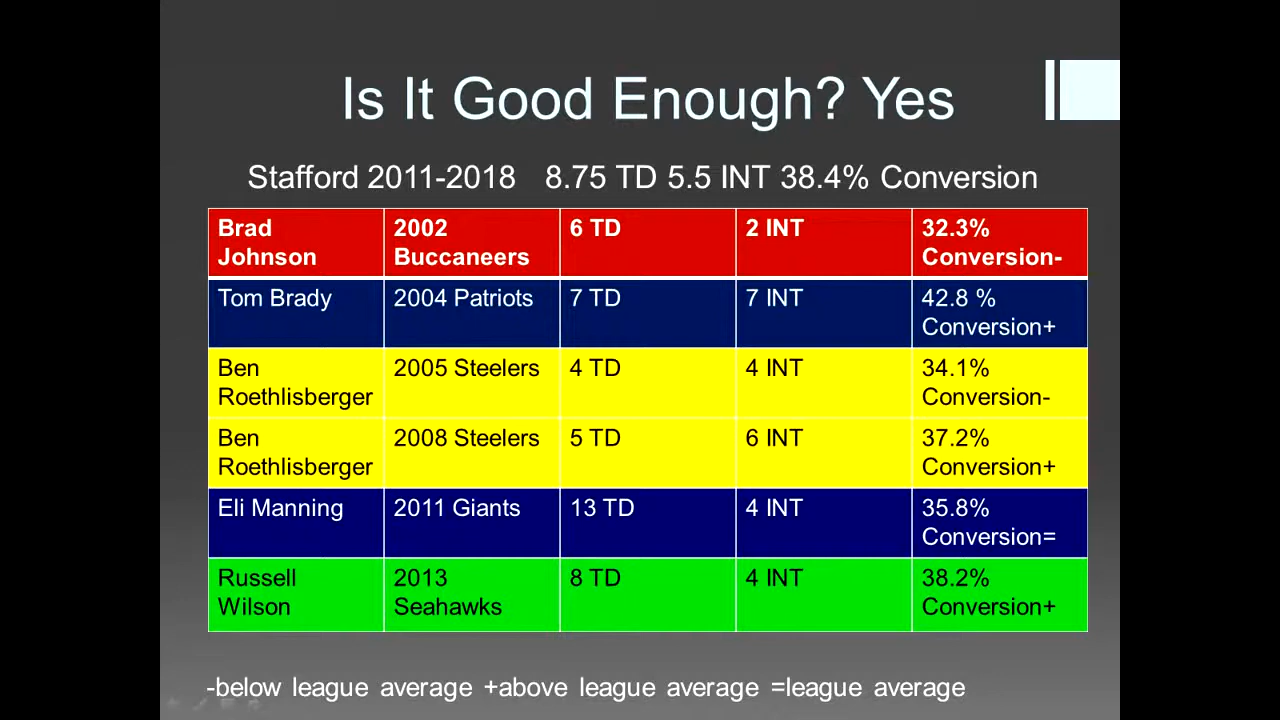 Is It Good Enough? Yes
Stafford 2011-2018 8.75 TD 5.5 INT 38.4% Conversion
Brad Johnson 2002 Buccaneers 6 TD 2 INT 32.3% Conversion-
Tom Brady 2004 Patriots 7 TD 7 INT 42.8 % Conversion+
Ben Roethlisberger 2005 Steelers 4 TD 4 INT 34.1% Conversion-
Ben Roethlisberger 2008 Steelers 5 TD 6 INT 37.2% Conversion+
Eli Manning 2011 Giants 13 TD 4 INT 35.8% Conversion=
Russell Wilson 2013 Seahawks 8 TD 4 INT 38.2% Conversion+
-below league average +above league average =league average